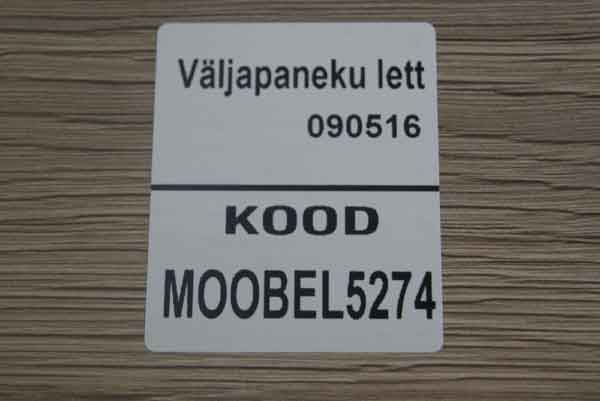 Väljapaneku lett
090516
KOOD
MOOBEL5274